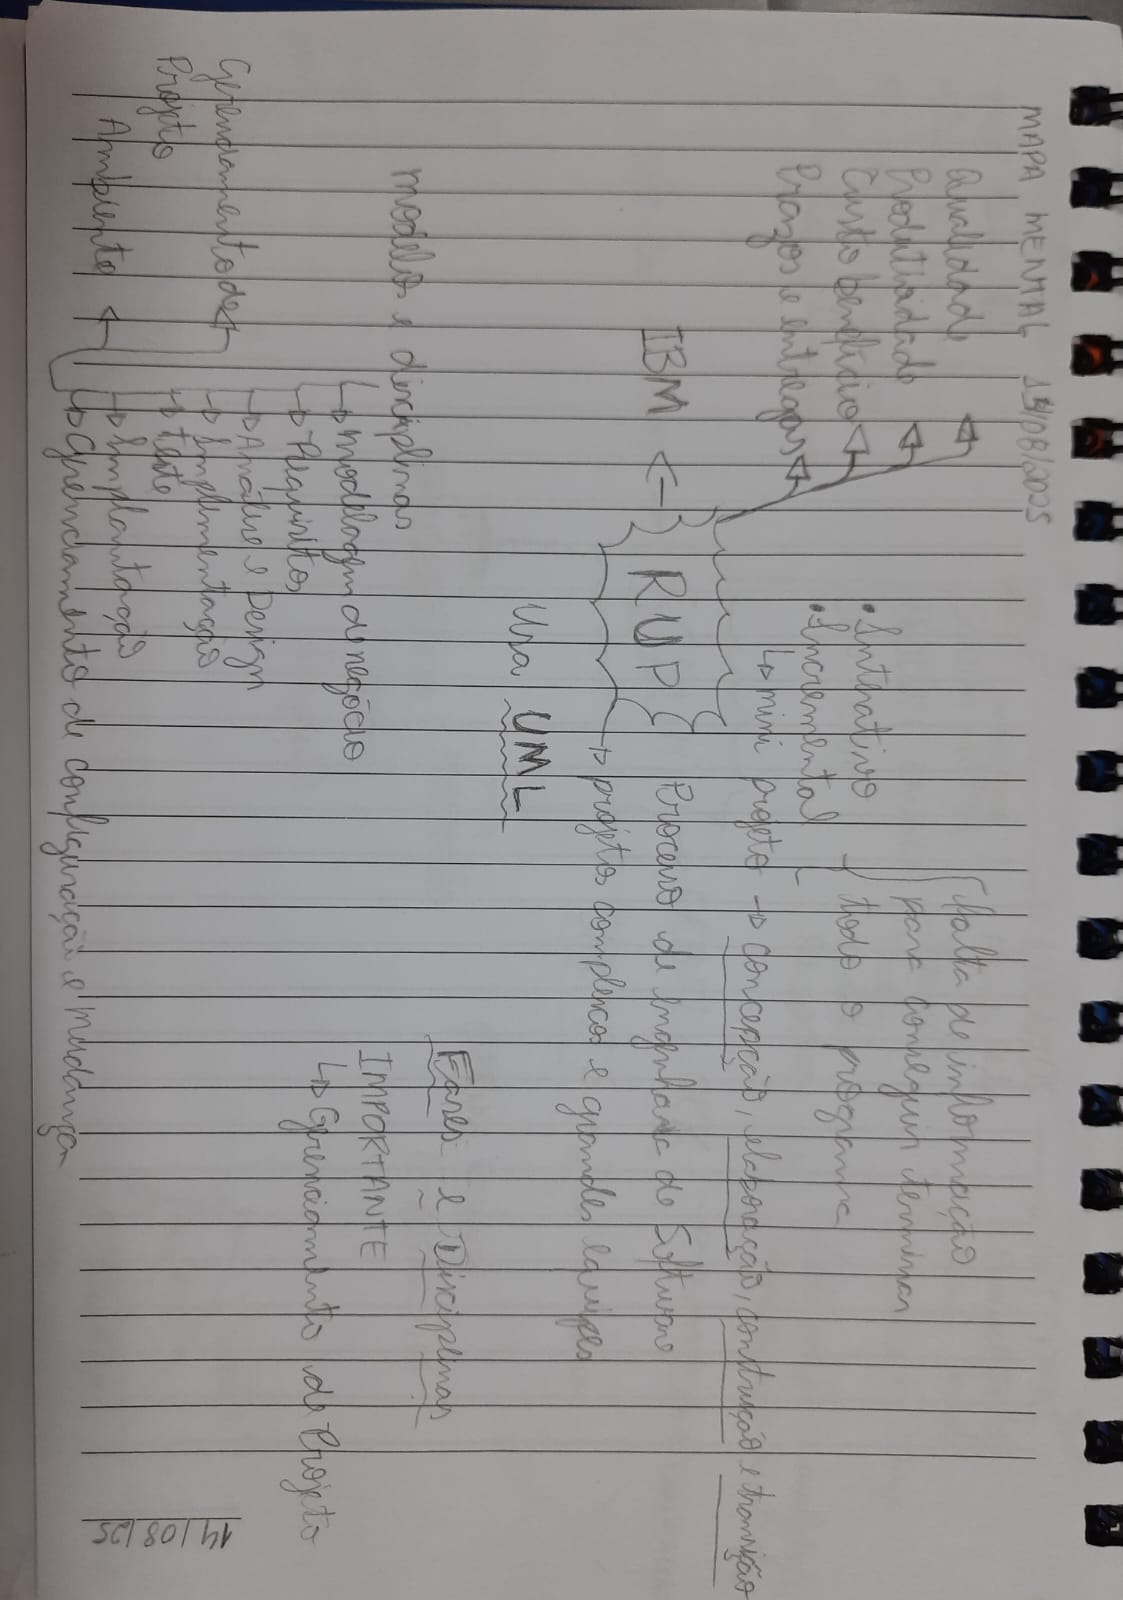 MAPA MENTAL 14/08/2025
Qualidade
Produtividade
Custo benefício
Prazos e entregas
• Interativo
• Incremental
falta de informação
para conseguir terminar
todo o programa
↳ mini projeto → concepção, elaboração, construção e transição
IBM ← RUP
Processo de engenharia de Software
→ projetos complexos e grandes equipes
Usa UML
Fases e Disciplinas
IMPORTANTE
↳ Gerenciamento de Projeto
modelos e disciplinas
↳ modelagem de negócio
→ Requisitos
→ Análise e Design
→ Implementação
→ teste
→ Implantação
→ Gerenciamento de configuração e mudança
Gerenciamento de
Projeto
Ambiente
14/08/25